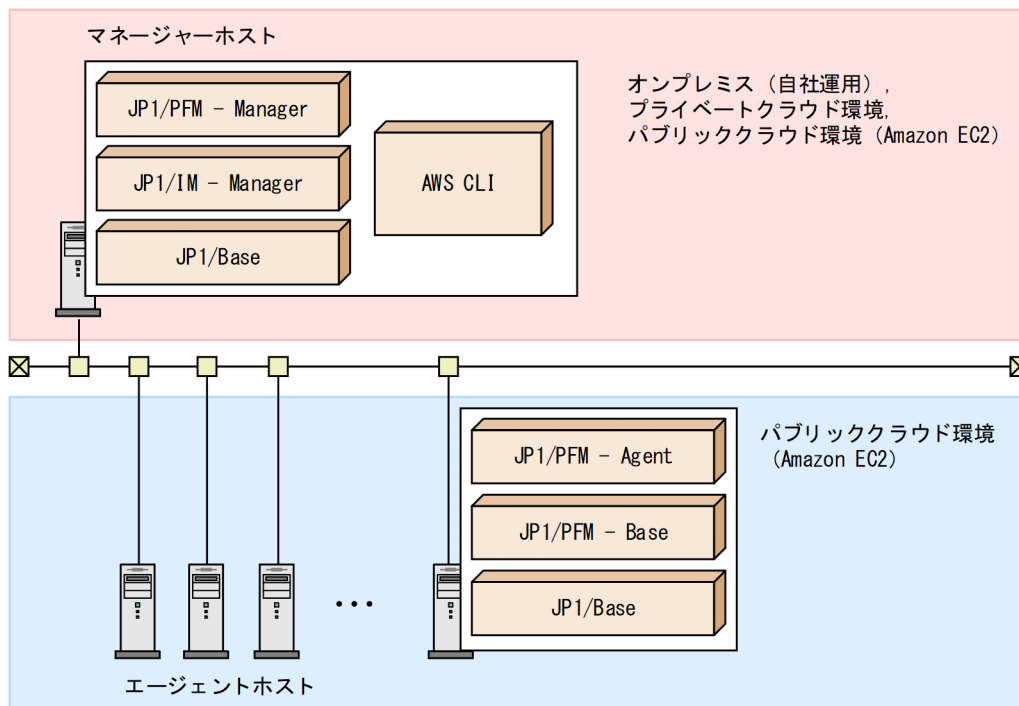 マネージャーホスト
JP1/PFM － Manager
JP1/IM － Manager
JP1/Base
AWS CLI
オンプレミス（自社運用），
プライベートクラウド環境，
パブリッククラウド環境（Amazon EC2）
JP1/PFM － Agent
JP1/PFM － Base
JP1/Base
パブリッククラウド環境
（Amazon EC2）
…
エージェントホスト